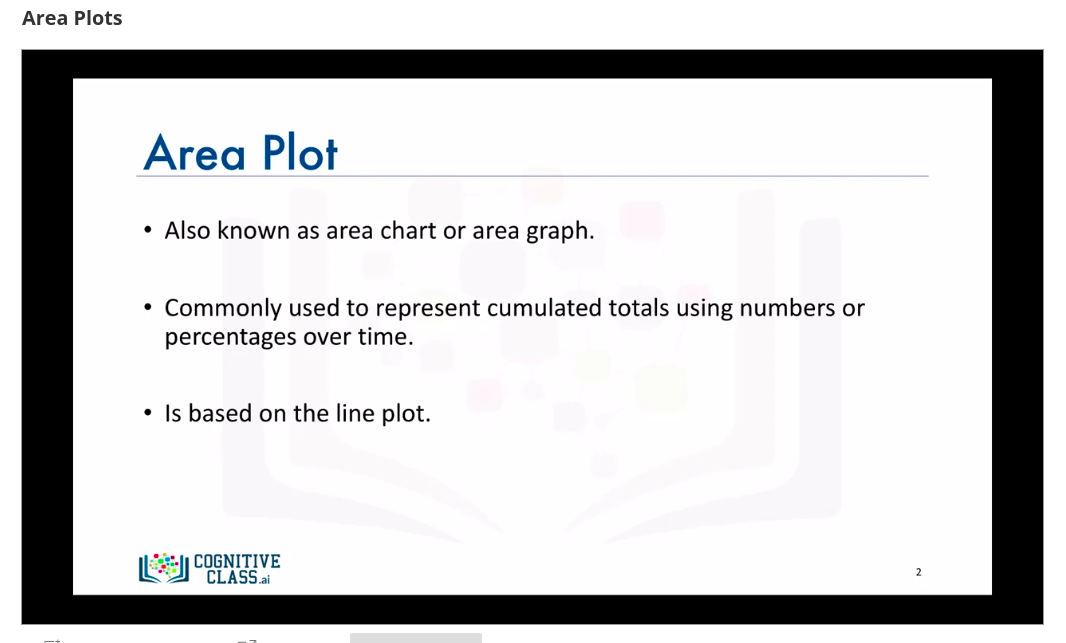 Area Plots
Area Plot
• Also known as area chart or area graph.
• Commonly used to represent cumulated totals using numbers or
percentages over time.
• Is based on the line plot.
COGNITIVE
CLASS.ai
2